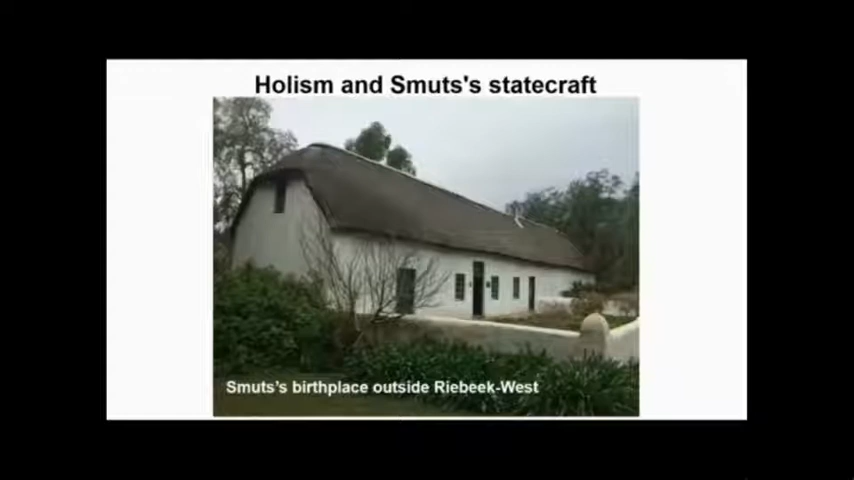 Holism and Smuts's statecraft
Smuts's birthplace outside Riebeek-West